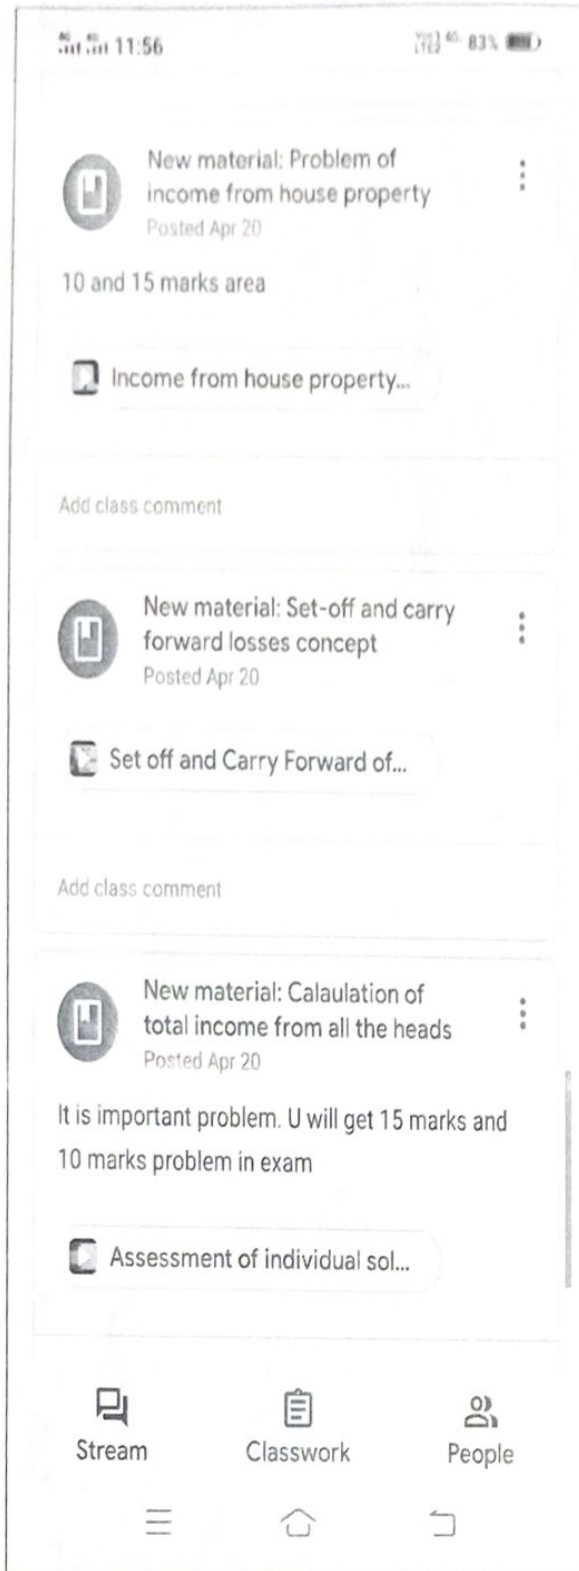 11:56
83%
New material: Problem of
income from house property
Posted Apr 20
10 and 15 marks area
Income from house property...
Add class comment
New material: Set-off and carry
forward losses concept
Posted Apr 20
Set off and Carry Forward of...
Add class comment
New material: Calaulation of
total income from all the heads
Posted Apr 20
It is important problem. U will get 15 marks and
10 marks problem in exam
Assessment of individual sol...
Stream Classwork People